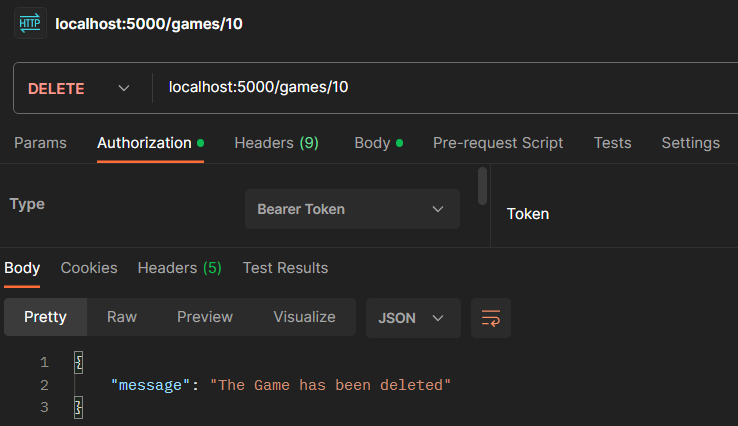 HTTP localhost:5000/games/10
DELETE localhost:5000/games/10
Params Authorization Headers (9) Body Pre-request Script Tests Settings
Type Bearer Token Token
Body Cookies Headers (5) Test Results
Pretty Raw Preview Visualize JSON
1 {
2 "message": "The Game has been deleted"
3 }